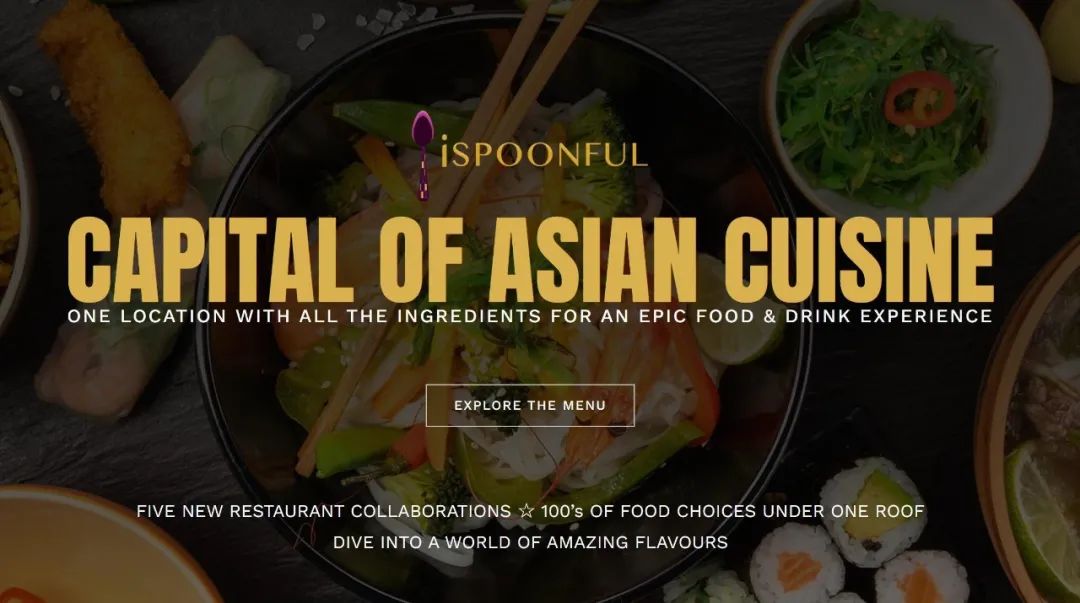 iSPOONFUL
CAPITAL OF ASIAN CUISINE
ONE LOCATION WITH ALL THE INGREDIENTS FOR AN EPIC FOOD & DRINK EXPERIENCE
EXPLORE THE MENU
FIVE NEW RESTAURANT COLLABORATIONS ☆ 100's OF FOOD CHOICES UNDER ONE ROOF
DIVE INTO A WORLD OF AMAZING FLAVOURS